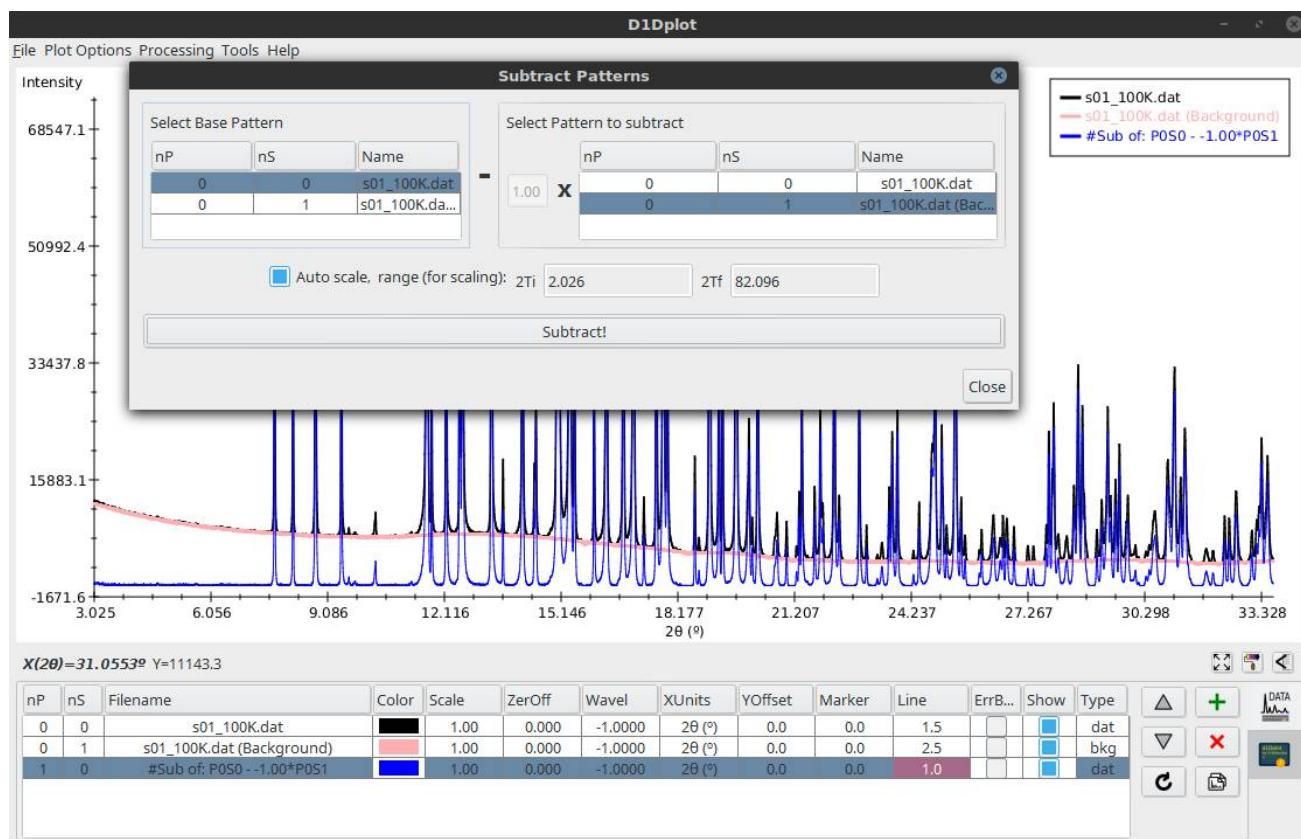 D1Dplot
File Plot Options Processing Tools Help
Intensity
68547.1
50992.4
33437.8
15883.1
-1671.6
3.025 6.056 9.086 12.116 15.146 18.177 21.207 24.237 27.267 30.298 33.328
2θ (º)
s01_100K.dat
s01_100K.dat (Background)
#Sub of: P0S0 - -1.00*P0S1
Subtract Patterns
Select Base Pattern
nP nS Name
0 0 s01_100K.dat
0 1 s01_100K.da...
-
Select Pattern to subtract
1.00 X
nP nS Name
0 0 s01_100K.dat
0 1 s01_100K.dat (Bac...
Auto scale, range (for scaling): 2Ti 2.026 2Tf 82.096
Subtract!
Close
X(2θ)=31.0553º Y=11143.3
nP nS Filename Color Scale ZerOff Wavel XUnits YOffset Marker Line ErrB... Show Type
0 0 s01_100K.dat 1.00 0.000 -1.0000 2θ (º) 0.0 0.0 1.5 dat
0 1 s01_100K.dat (Background) 1.00 0.000 -1.0000 2θ (º) 0.0 0.0 2.5 bkg
1 0 #Sub of: P0S0 - -1.00*P0S1 1.00 0.000 -1.0000 2θ (º) 0.0 0.0 1.0 dat
DATA